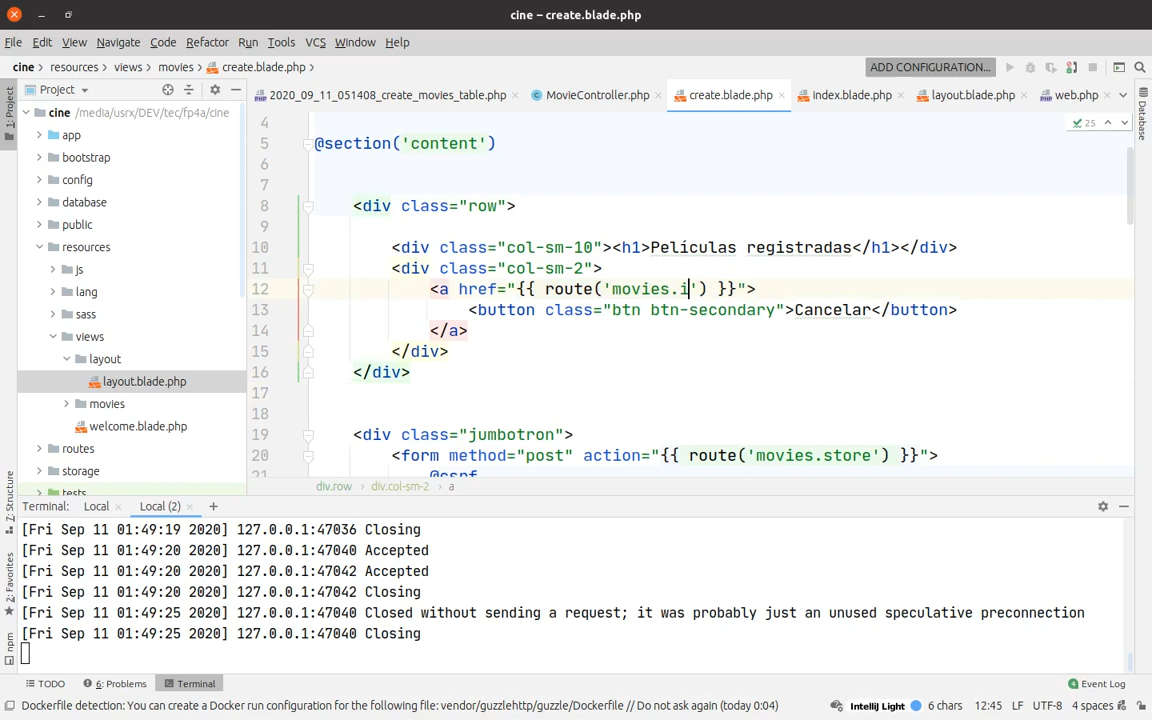 cine – create.blade.php
File Edit View Navigate Code Refactor Run Tools VCS Window Help
cine resources views movies create.blade.php ADD CONFIGURATION...
1: Project
Project
2020_09_11_051408_create_movies_table.php MovieController.php create.blade.php index.blade.php layout.blade.php web.php
Database
cine /media/usrx/DEV/tec/fp4a/cine
app
bootstrap
config
database
public
resources
js
lang
sass
views
layout
layout.blade.php
movies
welcome.blade.php
routes
storage
tests
25
4
5 @section('content')
6
7
8 <div class="row">
9
10 <div class="col-sm-10"><h1>Peliculas registradas</h1></div>
11 <div class="col-sm-2">
12 <a href="{{ route('movies.i') }}">
13 <button class="btn btn-secondary">Cancelar</button>
14 </a>
15 </div>
16 </div>
17
18
19 <div class="jumbotron">
20 <form method="post" action="{{ route('movies.store') }}">
21 @csrf
div.row div.col-sm-2 a
Z: Structure
2: Favorites
npm
Terminal: Local Local (2)
[Fri Sep 11 01:49:19 2020] 127.0.0.1:47036 Closing
[Fri Sep 11 01:49:20 2020] 127.0.0.1:47040 Accepted
[Fri Sep 11 01:49:20 2020] 127.0.0.1:47042 Accepted
[Fri Sep 11 01:49:20 2020] 127.0.0.1:47042 Closing
[Fri Sep 11 01:49:25 2020] 127.0.0.1:47040 Closed without sending a request; it was probably just an unused speculative preconnection
[Fri Sep 11 01:49:25 2020] 127.0.0.1:47040 Closing
TODO 6: Problems Terminal 4 Event Log
Dockerfile detection: You can create a Docker run configuration for the following file: vendor/guzzlehttp/guzzle/Dockerfile // Do not ask again (today 0:04) IntelliJ Light 6 chars 12:45 LF UTF-8 4 spaces